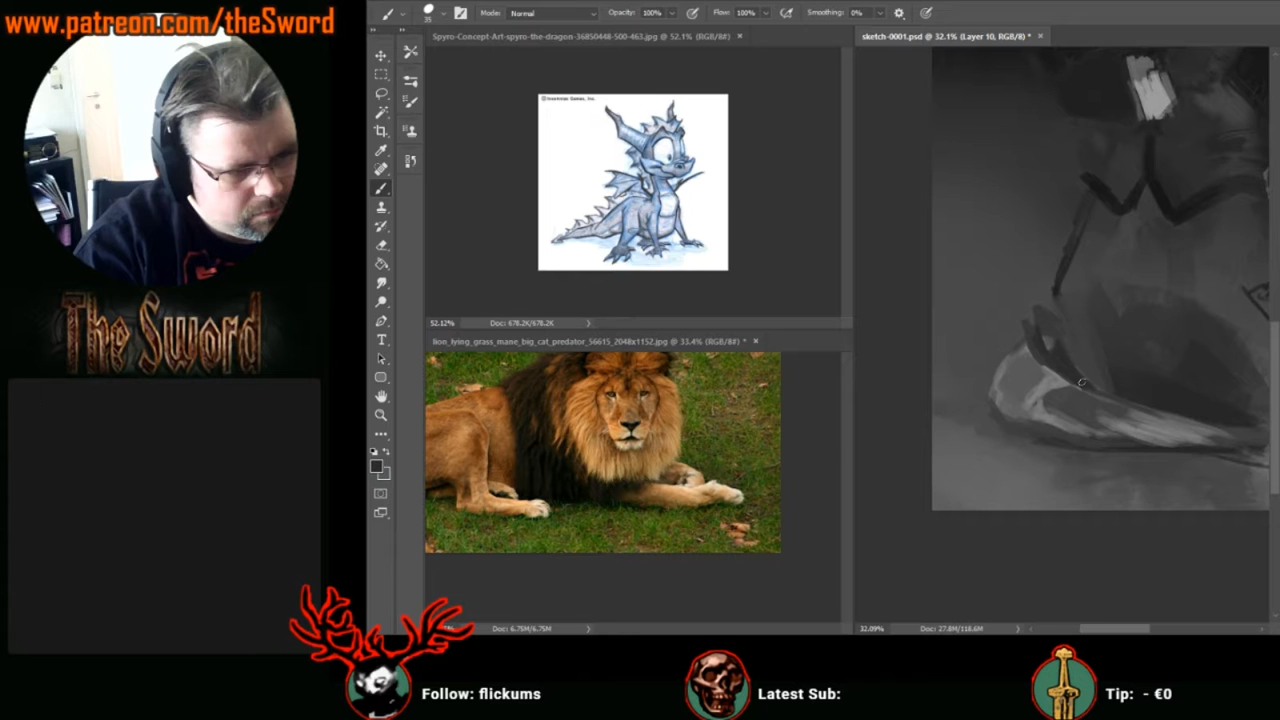 www.patreon.com/theSword
The Sword
Mode: Normal
Opacity: 100%
Flow: 100%
Smoothing: 0%
35
Spyro-Concept-Art-spyro-the-dragon-36850448-500-463.jpg @ 52.1% (RGB/8#)
sketch-0001.psd @ 32.1% (Layer 10, RGB/8) *
52.12%
Doc: 678.2K/678.2K
lion_lying_grass_mane_big_cat_predator_56615_2048x1152.jpg @ 33.4% (RGB/8#) *
Doc: 6.75M/6.75M
32.09%
Doc: 27.8M/118.6M
Follow: flickums
Latest Sub:
Tip: - €0